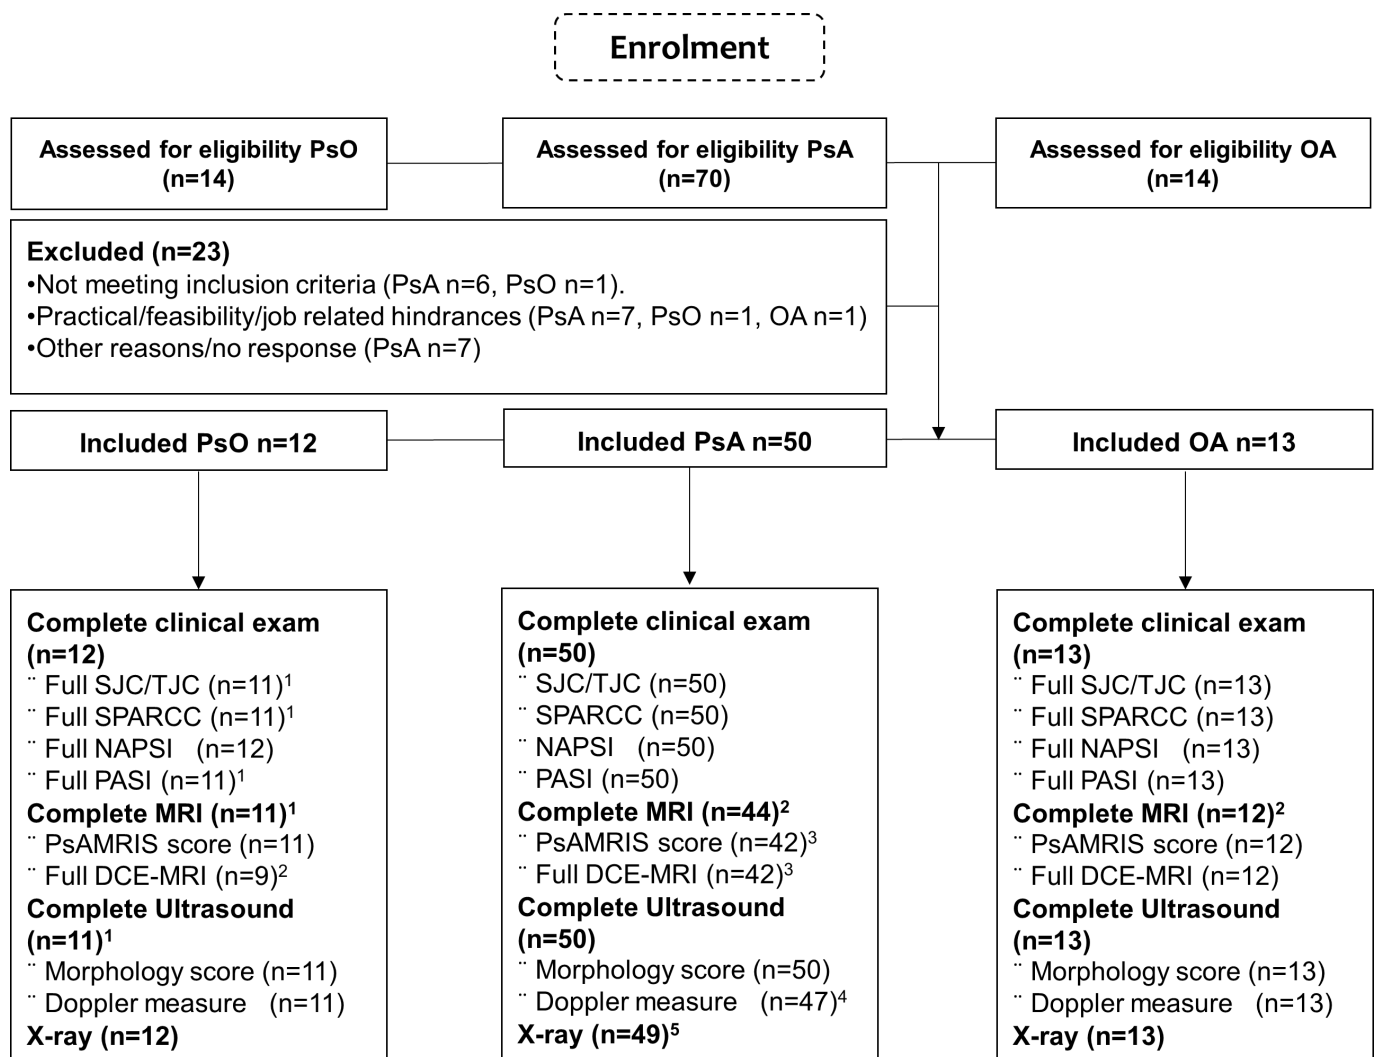 Enrolment
Assessed for eligibility PsO
(n=14)
Assessed for eligibility PsA
(n=70)
Assessed for eligibility OA
(n=14)
Excluded (n=23)
•Not meeting inclusion criteria (PsA n=6, PsO n=1).
•Practical/feasibility/job related hindrances (PsA n=7, PsO n=1, OA n=1)
•Other reasons/no response (PsA n=7)
Included PsO n=12
Included PsA n=50
Included OA n=13
Complete clinical exam
(n=12)
¨ Full SJC/TJC (n=11)¹
¨ Full SPARCC (n=11)¹
¨ Full NAPSI (n=12)
¨ Full PASI (n=11)¹
Complete MRI (n=11)¹
¨ PsAMRIS score (n=11)
¨ Full DCE-MRI (n=9)²
Complete Ultrasound
(n=11)¹
¨ Morphology score (n=11)
¨ Doppler measure (n=11)
X-ray (n=12)
Complete clinical exam
(n=50)
¨ SJC/TJC (n=50)
¨ SPARCC (n=50)
¨ NAPSI (n=50)
¨ PASI (n=50)
Complete MRI (n=44)²
¨ PsAMRIS score (n=42)³
¨ Full DCE-MRI (n=42)³
Complete Ultrasound
(n=50)
¨ Morphology score (n=50)
¨ Doppler measure (n=47)⁴
X-ray (n=49)⁵
Complete clinical exam
(n=13)
¨ Full SJC/TJC (n=13)
¨ Full SPARCC (n=13)
¨ Full NAPSI (n=13)
¨ Full PASI (n=13)
Complete MRI (n=12)²
¨ PsAMRIS score (n=12)
¨ Full DCE-MRI (n=12)
Complete Ultrasound
(n=13)
¨ Morphology score (n=13)
¨ Doppler measure (n=13)
X-ray (n=13)